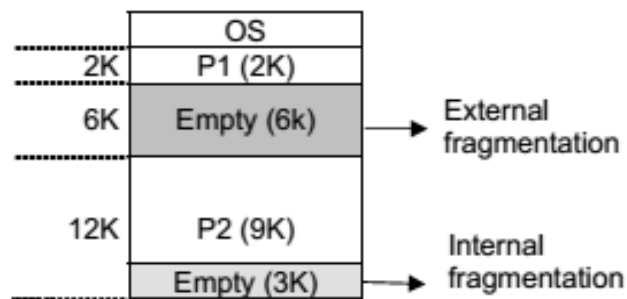 OS
2K
P1 (2K)
6K
Empty (6k)
External
fragmentation
12K
P2 (9K)
Internal
fragmentation
Empty (3K)